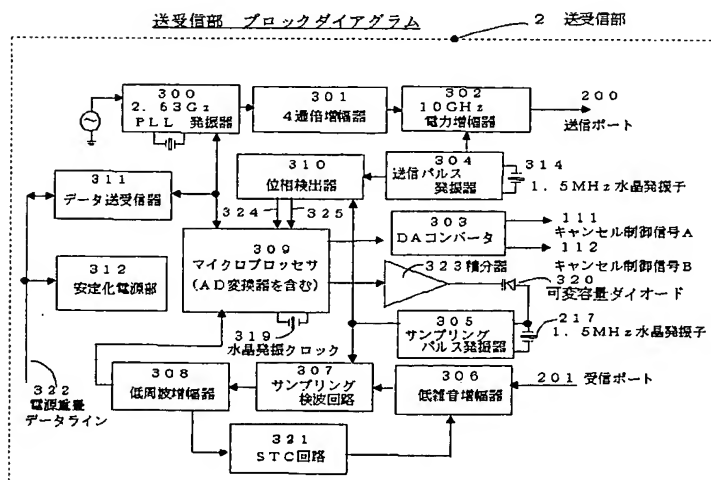 送受信部 ブロックダイアグラム
2 送受信部
300
2.63Gz
PLL 発振器
301
4逓倍増幅器
302
10GHz
電力増幅器
200
送信ポート
310
位相検出器
304
送信パルス
発振器
314
1.5MHz水晶発振子
311
データ送受信器
324
325
303
DAコンバータ
111
キャンセル制御信号A
112
キャンセル制御信号B
309
マイクロプロセッサ
(AD変換器を含む)
323積分器
320
可変容量ダイオード
312
安定化電源部
319
水晶発振クロック
305
サンプリング
パルス発振器
217
1.5MHz水晶発振子
308
低周波増幅器
307
サンプリング
検波回路
306
低雑音増幅器
201 受信ポート
322
電源重畳
データライン
321
STC回路